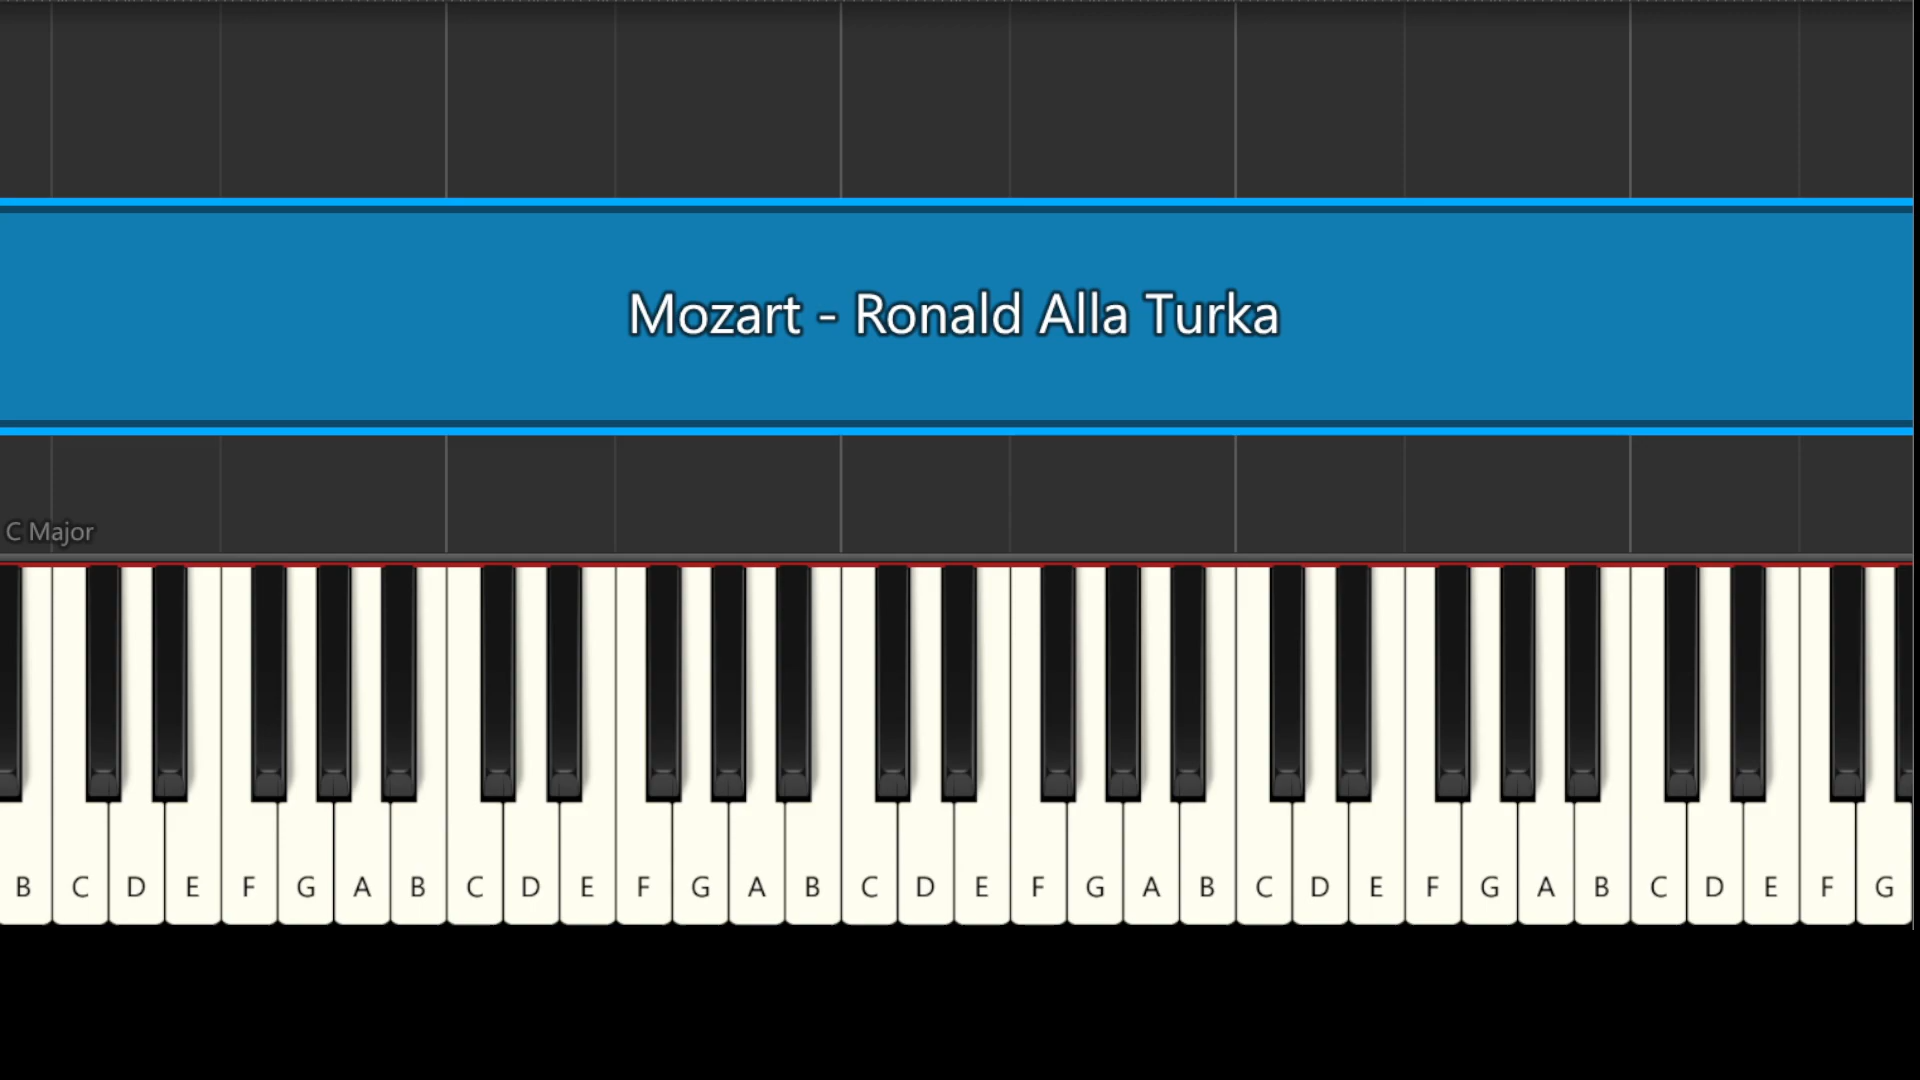 Mozart - Ronald Alla Turka
C Major
B C D E F G A B C D E F G A B C D E F G A B C D E F G A B C D E F G